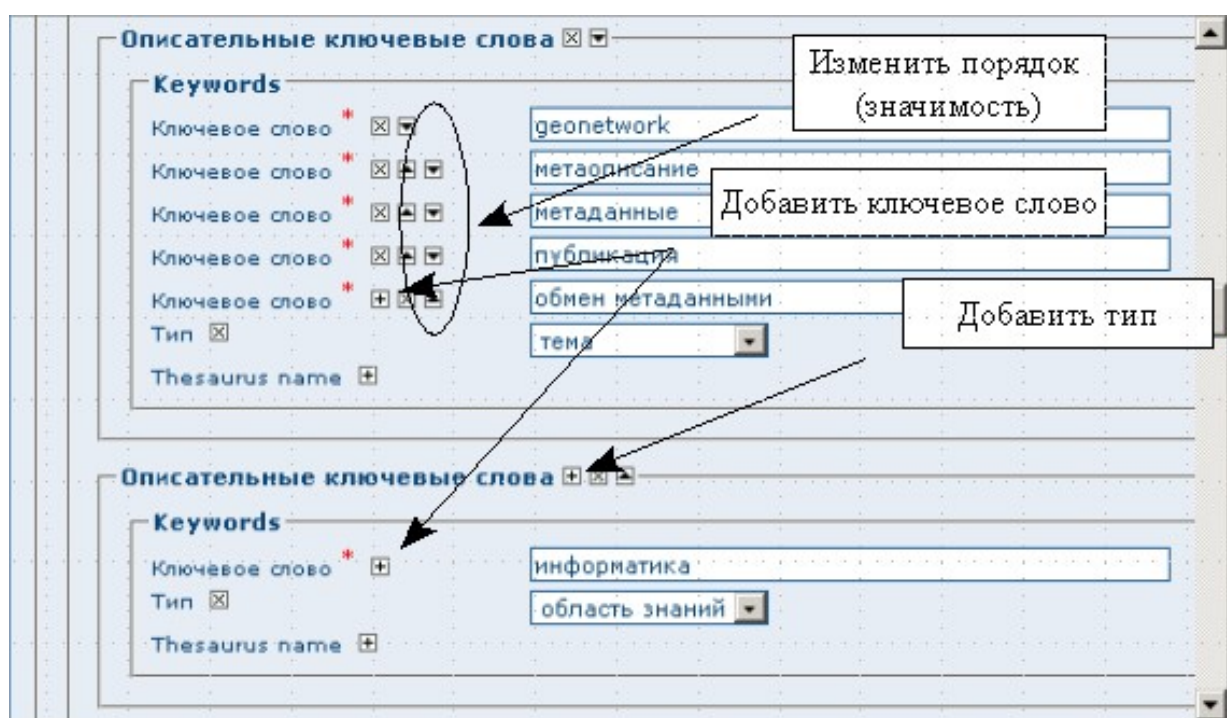 Описательные ключевые слова
Изменить порядок
(значимость)
Keywords
Ключевое слово * geonetwork
Ключевое слово * метаописание
Ключевое слово * метаданные
Добавить ключевое слово
Ключевое слово * публикация
Ключевое слово * обмен метаданными
Добавить тип
Тип тема
Thesaurus name
Описательные ключевые слова
Keywords
Ключевое слово * информатика
Тип область знаний
Thesaurus name